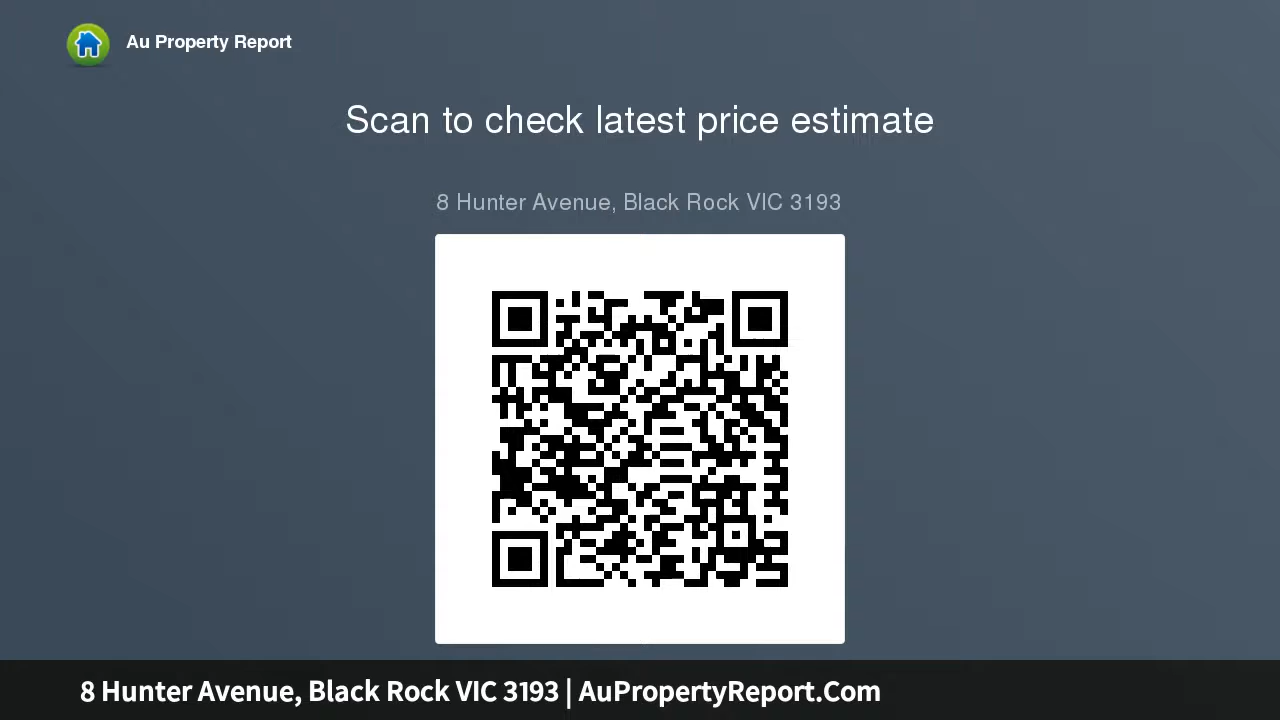 Au Property Report
Scan to check latest price estimate
8 Hunter Avenue, Black Rock VIC 3193
8 Hunter Avenue, Black Rock VIC 3193 | AuPropertyReport.Com